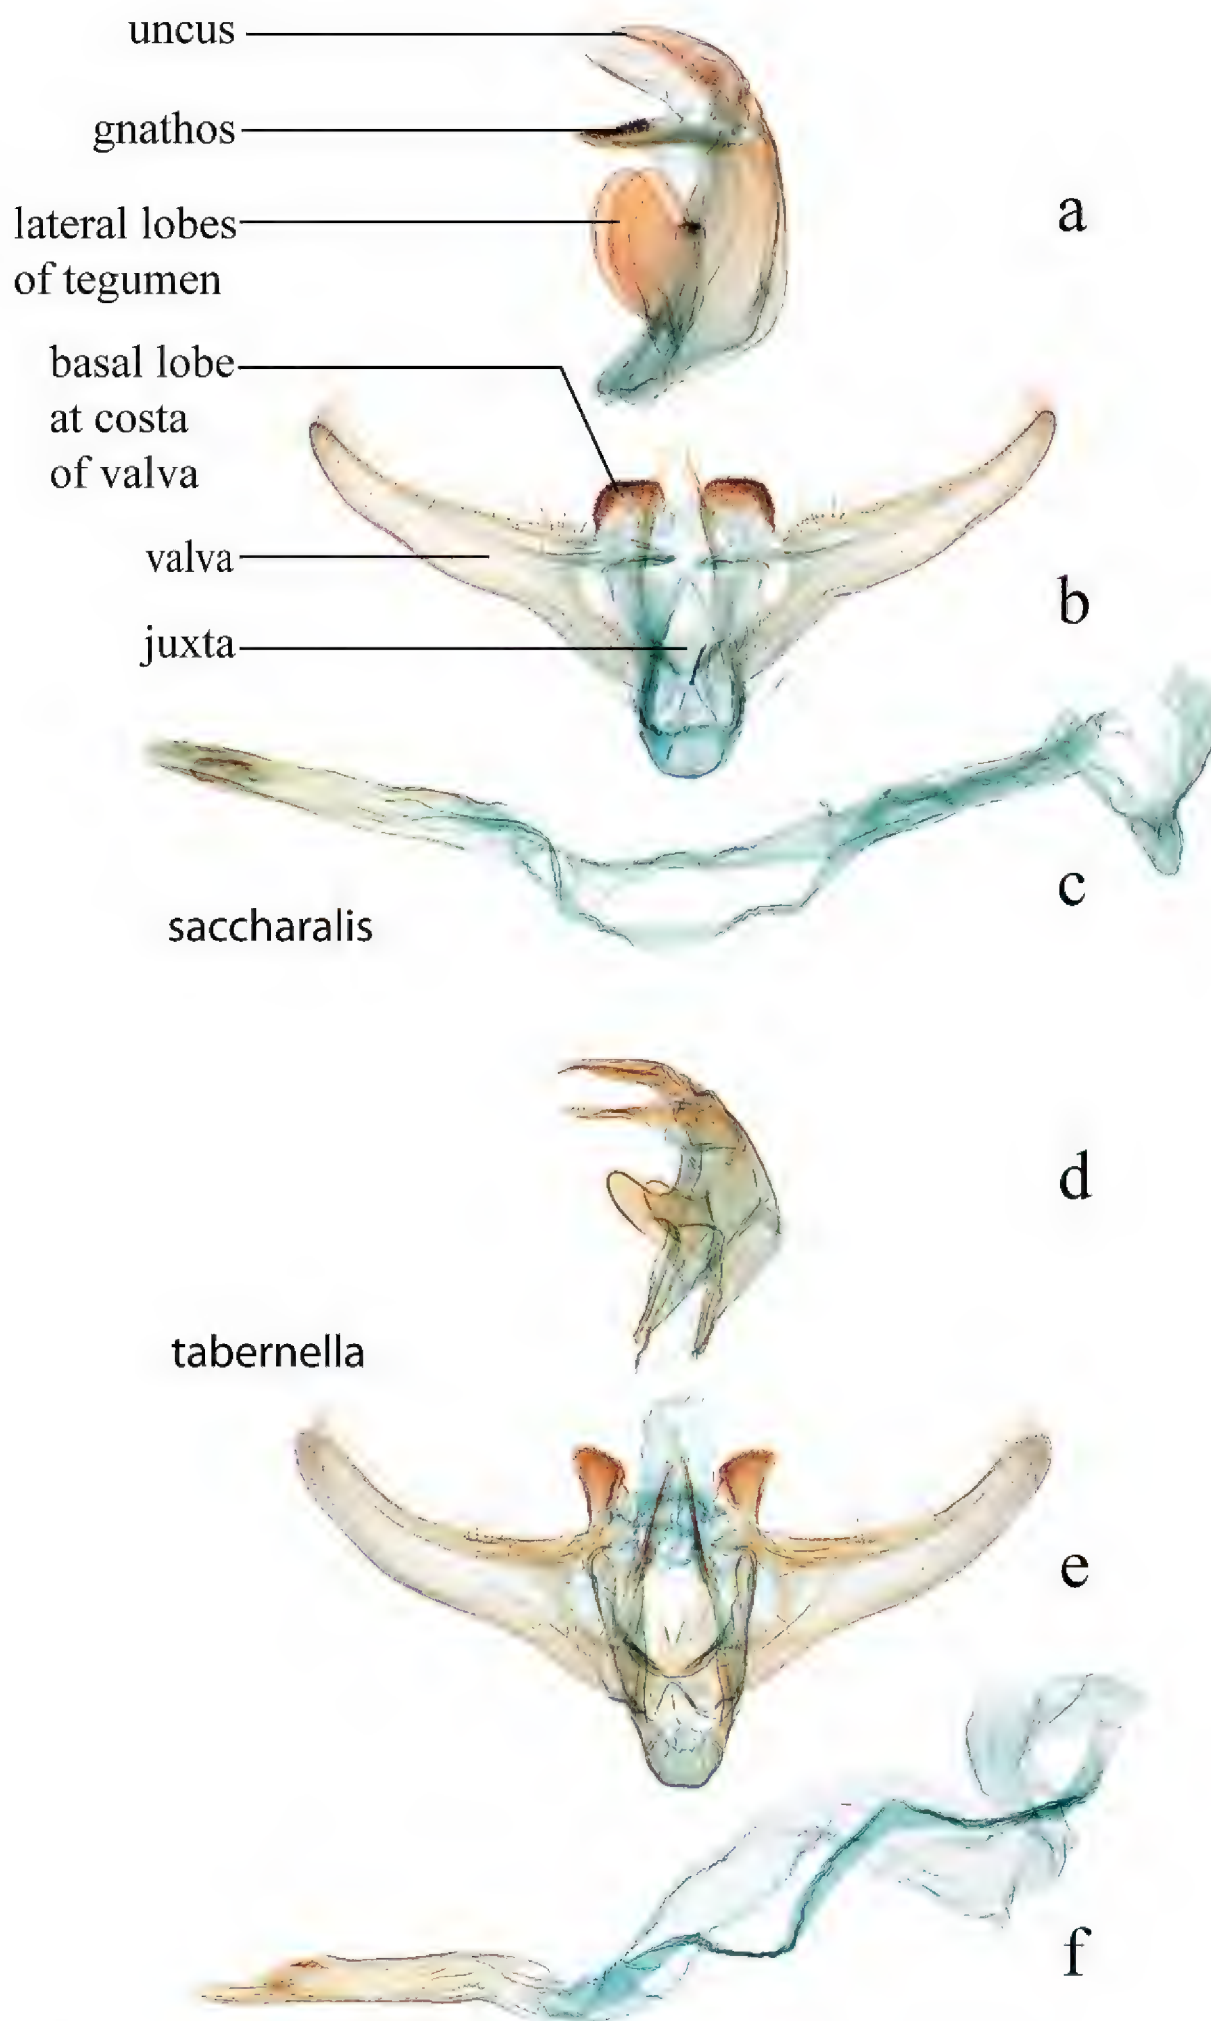 uncus
gnathos
lateral lobes
of tegumen
a
basal lobe
at costa
of valva
valva
b
juxta
c
saccharalis
d
tabernella
e
f